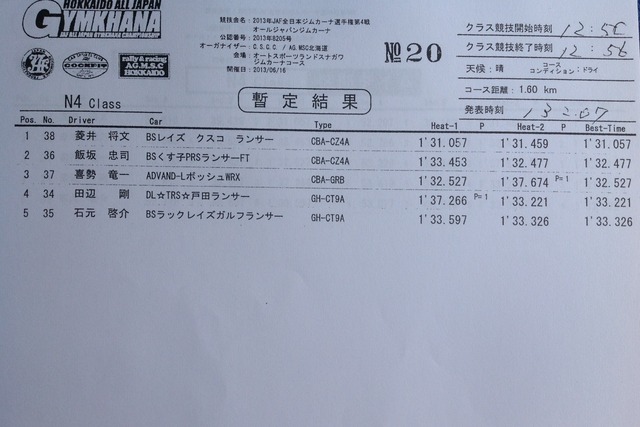 HOKKAIDO ALL JAPAN
GYMKHANA
ALL JAPAN GYMKHANA CHAMPIONSHIP
JAF
COCKPIT
rally & racing
A.G.M.S.C
HOKKAIDO
競技会名：2013年JAF全日本ジムカーナ選手権第4戦
オールジャパンジムカーナ
公認番号：2013年8205号
オーガナイザー：C.S.C.C. / AG.MSC北海道
会場：オートスポーツランドスナガワ
ジムカーナコース
開催日：2013/06/16
№20
クラス競技開始時刻
クラス競技終了時刻 12:56
天候：晴 コースコンディション：ドライ
コース距離：1.60 km
発表時刻 13:07
N4 Class
暫定結果
Pos. No. Driver Car Type Heat-1 P Heat-2 P Best-Time
1 38 菱井 将文 BSレイズ クスコ ランサー CBA-CZ4A 1'31.057 1'31.459 1'31.057
2 36 飯坂 忠司 BSくす子PRSランサーFT CBA-CZ4A 1'33.453 1'32.477 1'32.477
3 37 喜勢 竜一 ADVAND-LボッシュWRX CBA-GRB 1'32.527 1'37.674 P=1 1'32.527
4 34 田辺 剛 DL☆TRS☆戸田ランサー GH-CT9A 1'37.266 P=1 1'33.221 1'33.221
5 35 石元 啓介 BSラックレイズガルフランサー GH-CT9A 1'33.597 1'33.326 1'33.326